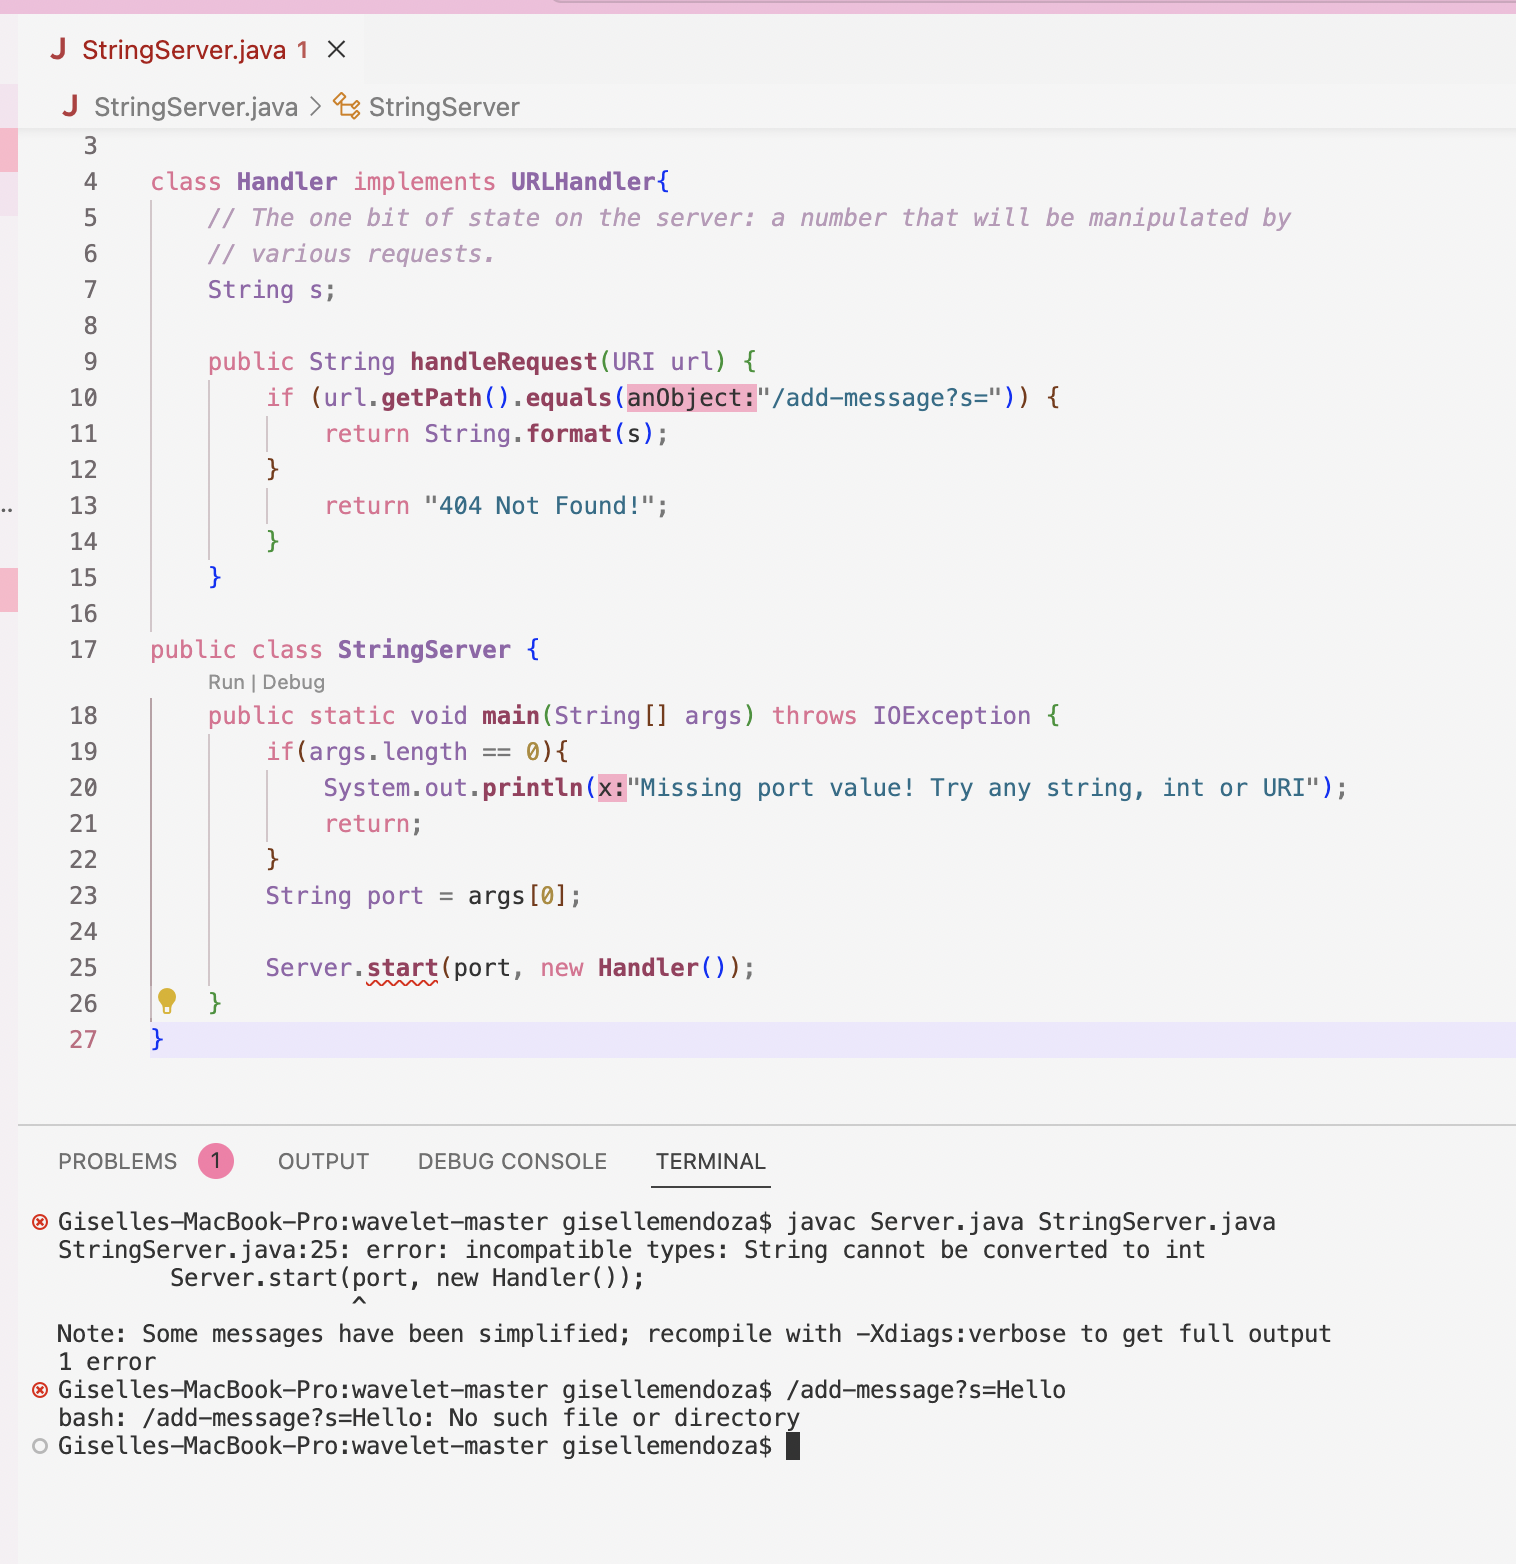 StringServer.java 1
StringServer.java > StringServer
3
4 class Handler implements URLHandler{
5 // The one bit of state on the server: a number that will be manipulated by
6 // various requests.
7 String s;
8
9 public String handleRequest(URI url) {
10 if (url.getPath().equals(anObject:"/add-message?s=")) {
11 return String.format(s);
12 }
13 return "404 Not Found!";
14 }
15 }
16
17 public class StringServer {
Run | Debug
18 public static void main(String[] args) throws IOException {
19 if(args.length == 0){
20 System.out.println(x:"Missing port value! Try any string, int or URI");
21 return;
22 }
23 String port = args[0];
24
25 Server.start(port, new Handler());
26 }
27 }
PROBLEMS 1 OUTPUT DEBUG CONSOLE TERMINAL
Giselles-MacBook-Pro:wavelet-master gisellemendoza$ javac Server.java StringServer.java
StringServer.java:25: error: incompatible types: String cannot be converted to int
Server.start(port, new Handler());
^
Note: Some messages have been simplified; recompile with -Xdiags:verbose to get full output
1 error
Giselles-MacBook-Pro:wavelet-master gisellemendoza$ /add-message?s=Hello
bash: /add-message?s=Hello: No such file or directory
Giselles-MacBook-Pro:wavelet-master gisellemendoza$